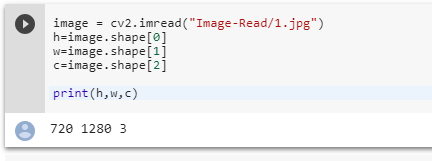 image = cv2.imread("Image-Read/1.jpg")
h=image.shape[0]
w=image.shape[1]
c=image.shape[2]
print(h,w,c)
720 1280 3